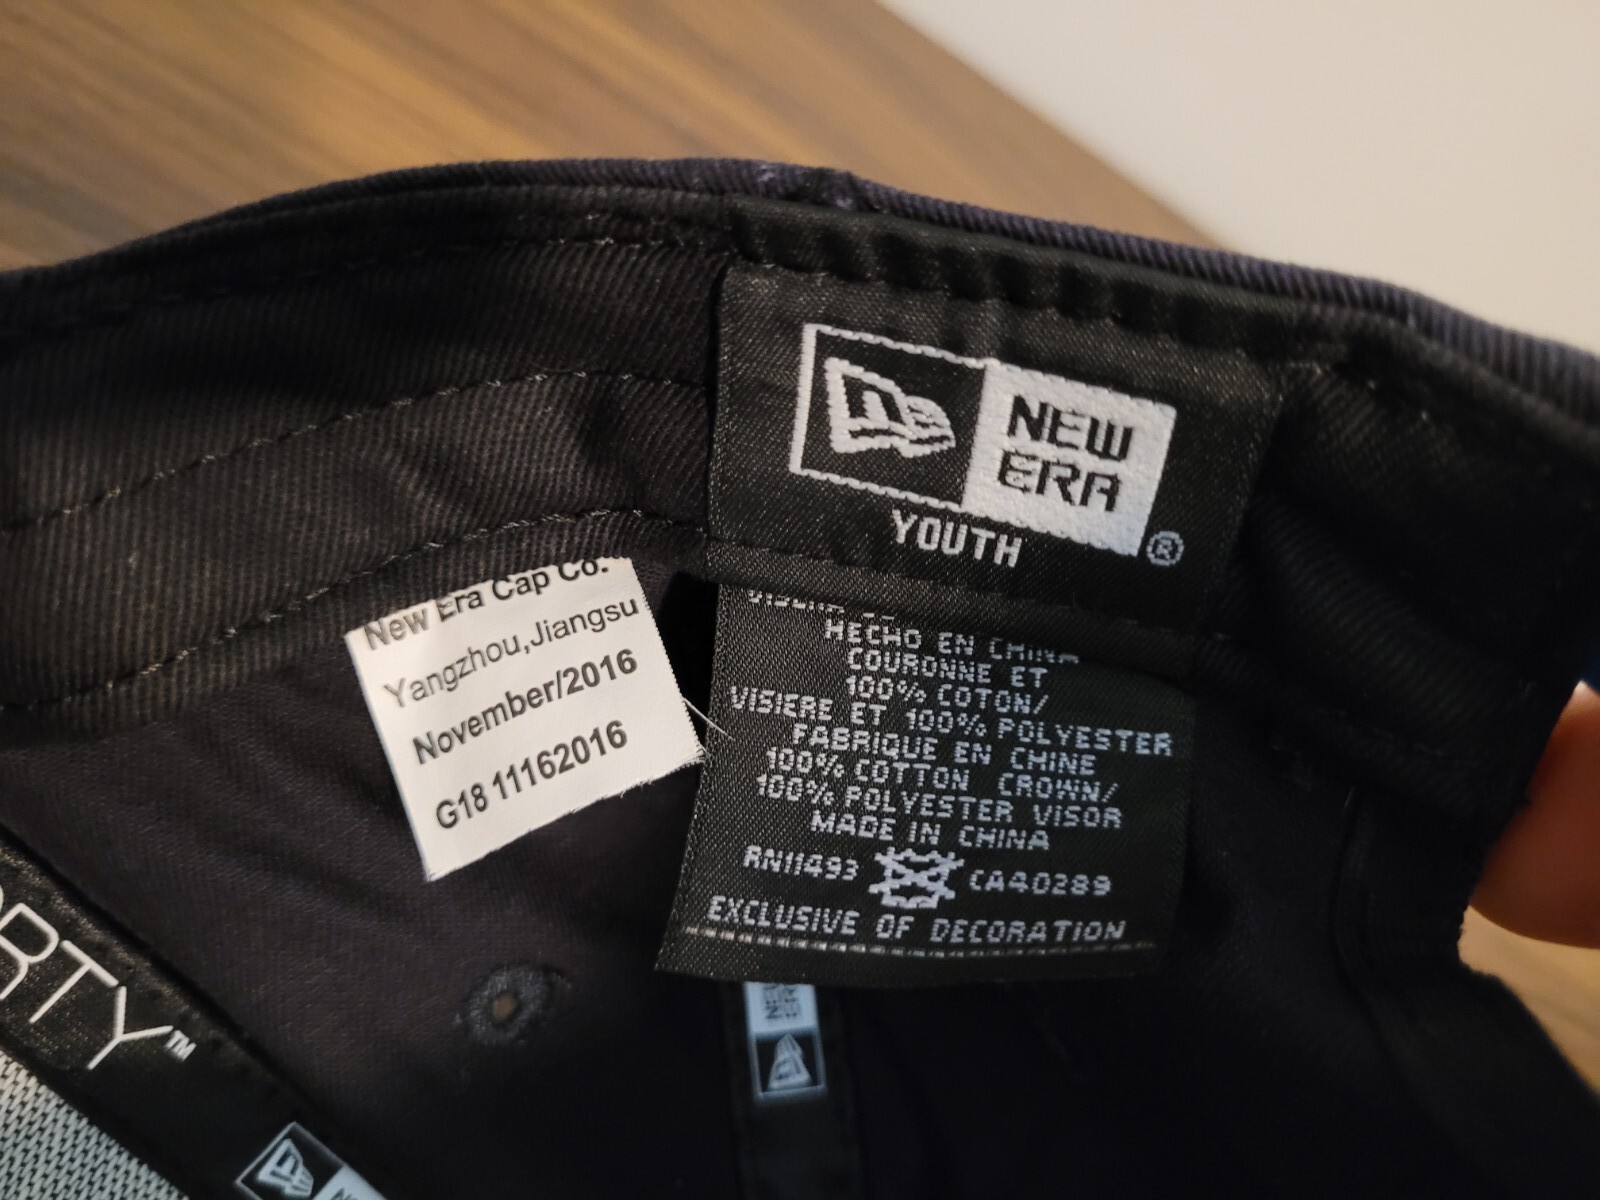 NEW
ERA
®
YOUTH
New Era Cap Co.
Yangzhou,Jiangsu
November/2016
G18 11162016
HECHO EN CHINA
COURONNE ET
100% COTON/
VISIERE ET 100% POLYESTER
FABRIQUE EN CHINE
100% COTTON CROWN/
100% POLYESTER VISOR
MADE IN CHINA
RN11493 CA40289
EXCLUSIVE OF DECORATION
RTY™
NEW